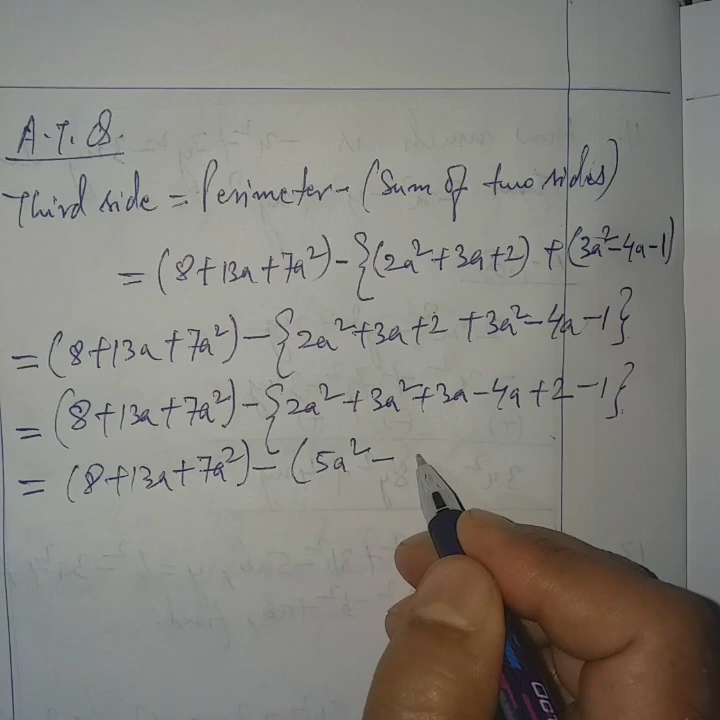 A.T.Q.
Third side = Perimeter - (Sum of two sides)
= (8+13a+7a²) - {(2a²+3a+2) + (3a²-4a-1)
= (8+13a+7a²) - {2a²+3a+2 +3a²-4a-1}
= (8+13a+7a²) - {2a²+3a²+3a-4a+2-1}
= (8+13a+7a²) - (5a²-